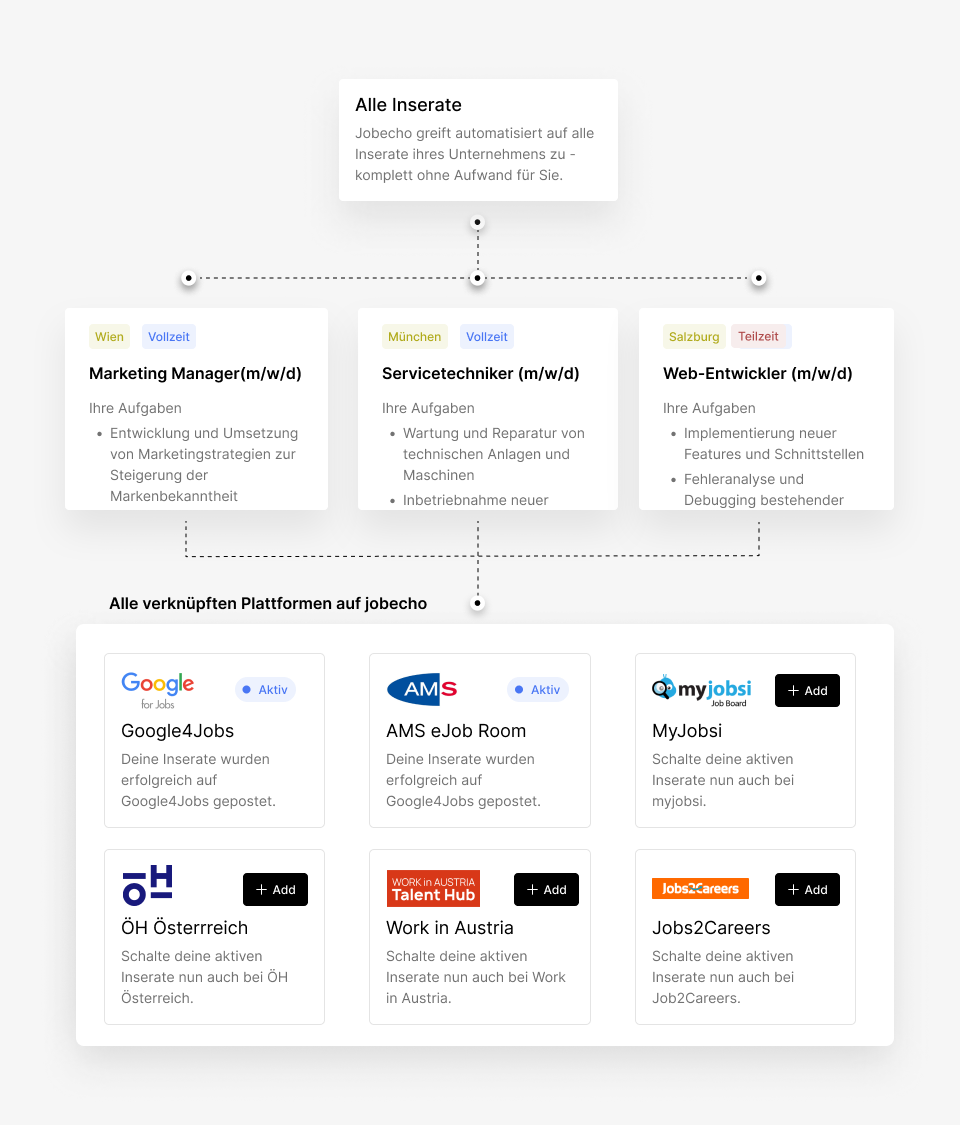 Alle Inserate
Jobecho greift automatisiert auf alle
Inserate ihres Unternehmens zu -
komplett ohne Aufwand für Sie.
Wien
Vollzeit
Marketing Manager(m/w/d)
Ihre Aufgaben
• Entwicklung und Umsetzung
von Marketingstrategien zur
Steigerung der
Markenbekanntheit
München
Vollzeit
Servicetechniker (m/w/d)
Ihre Aufgaben
• Wartung und Reparatur von
technischen Anlagen und
Maschinen
• Inbetriebnahme neuer
Salzburg
Teilzeit
Web-Entwickler (m/w/d)
Ihre Aufgaben
• Implementierung neuer
Features und Schnittstellen
• Fehleranalyse und
Debugging bestehender
Alle verknüpften Plattformen auf jobecho
Google
for Jobs
Aktiv
Google4Jobs
Deine Inserate wurden
erfolgreich auf
Google4Jobs gepostet.
AMS
Aktiv
AMS eJob Room
Deine Inserate wurden
erfolgreich auf
Google4Jobs gepostet.
myjobsi
Job Board
+ Add
MyJobsi
Schalte deine aktiven
Inserate nun auch bei
myjobsi.
öH
+ Add
ÖH Österrreich
Schalte deine aktiven
Inserate nun auch bei ÖH
Österreich.
WORK in AUSTRIA
Talent Hub
+ Add
Work in Austria
Schalte deine aktiven
Inserate nun auch bei Work
in Austria.
Jobs2Careers
+ Add
Jobs2Careers
Schalte deine aktiven
Inserate nun auch bei
Job2Careers.